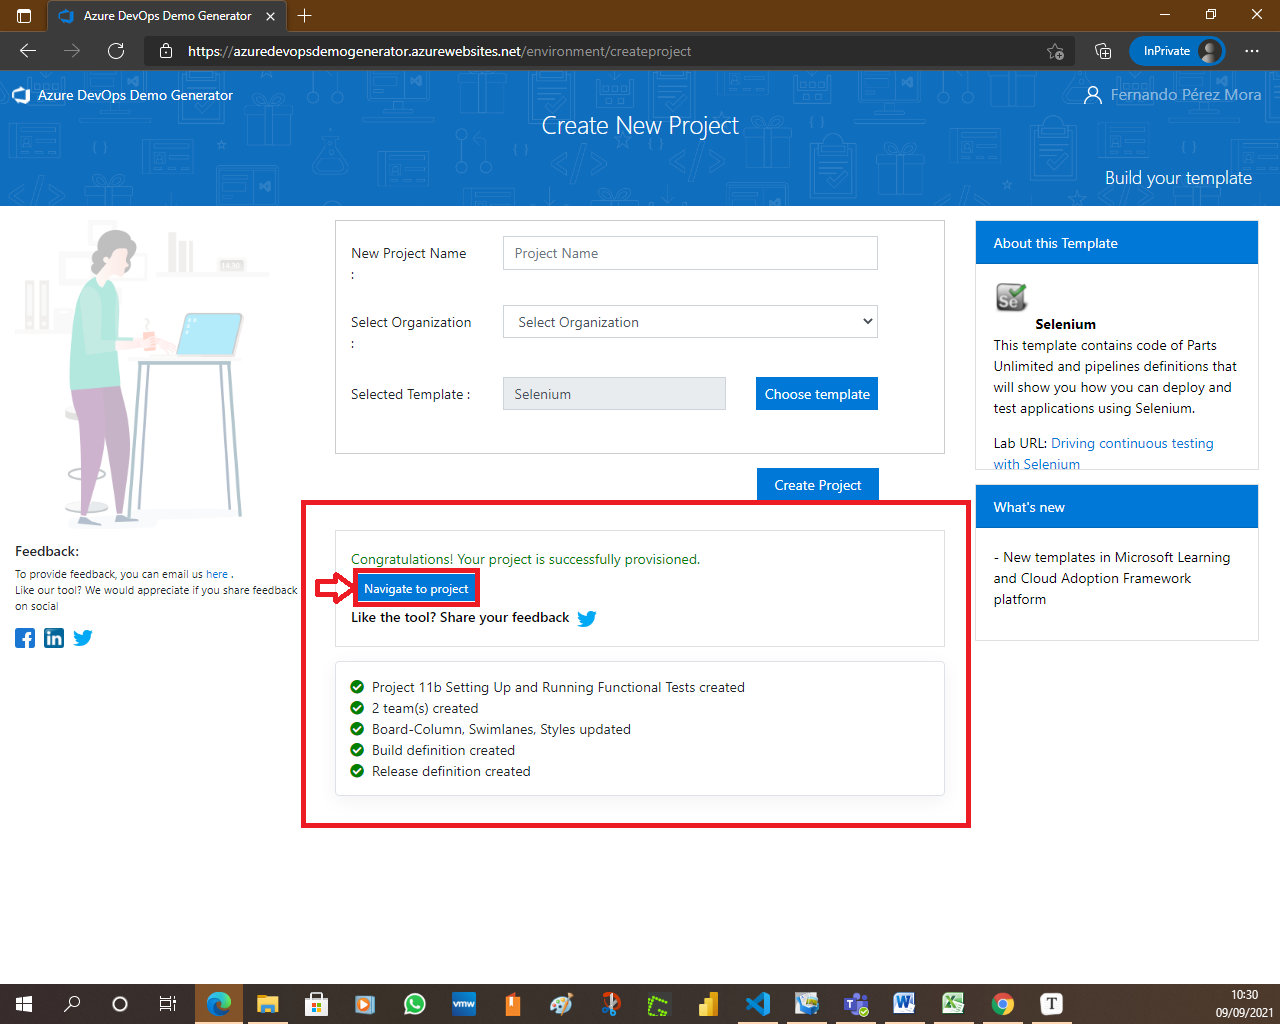 Azure DevOps Demo Generator
https://azuredevopsdemogenerator.azurewebsites.net/environment/createproject
InPrivate
Azure DevOps Demo Generator
Fernando Pérez Mora
Create New Project
Build your template
New Project Name
:
Project Name
Select Organization
:
Select Organization
Selected Template :
Selenium
Choose template
Create Project
About this Template
Se
Selenium
This template contains code of Parts
Unlimited and pipelines definitions that
will show you how you can deploy and
test applications using Selenium.
Lab URL: Driving continuous testing
with Selenium
What's new
- New templates in Microsoft Learning
and Cloud Adoption Framework
platform
Feedback:
To provide feedback, you can email us here .
Like our tool? We would appreciate if you share feedback
on social
Congratulations! Your project is successfully provisioned.
Navigate to project
Like the tool? Share your feedback
Project 11b Setting Up and Running Functional Tests created
2 team(s) created
Board-Column, Swimlanes, Styles updated
Build definition created
Release definition created
vmw
T
10:30
09/09/2021